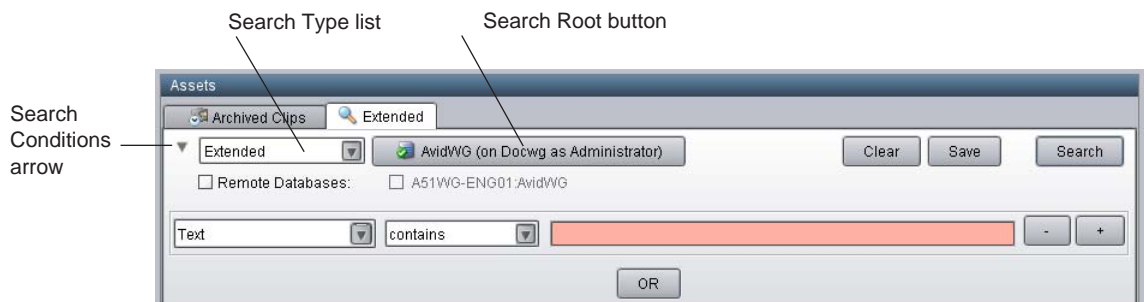 Search Type list
Search Root button
Search
Conditions
arrow
Assets
Archived Clips
Extended
Extended
AvidWG (on Docwg as Administrator)
Clear
Save
Search
Remote Databases:
A51WG-ENG01:AvidWG
Text
contains
-
+
OR